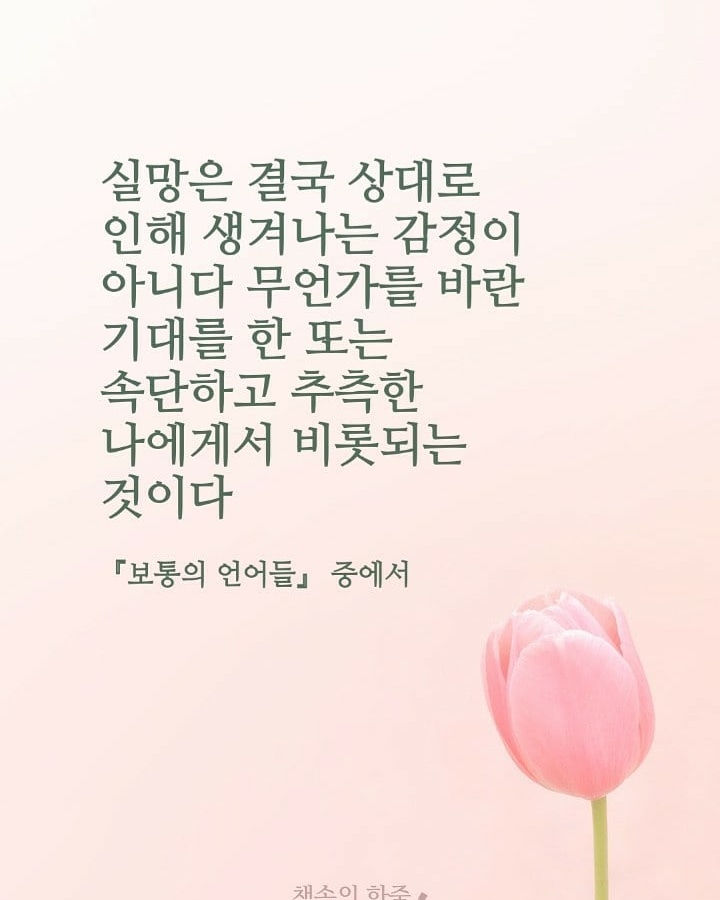 실망은 결국 상대로
인해 생겨나는 감정이
아니다 무언가를 바란
기대를 한 또는
속단하고 추측한
나에게서 비롯되는
것이다
『보통의 언어들』 중에서